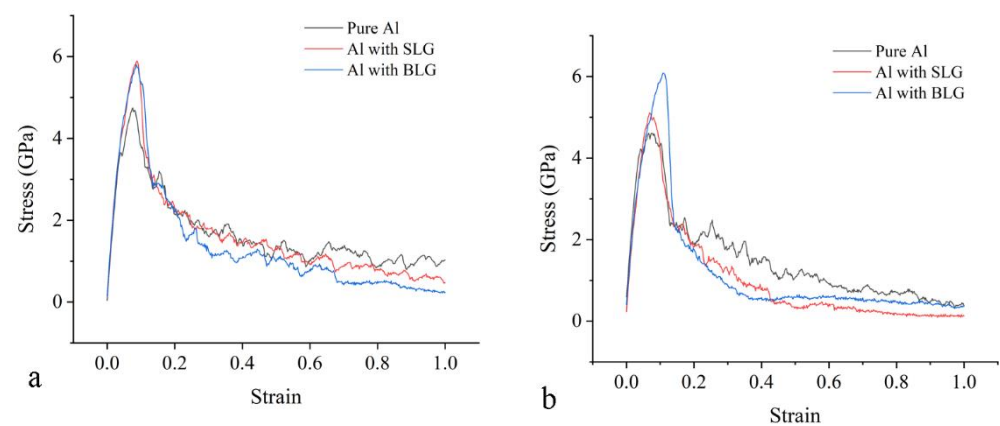 Pure Al
Al with SLG
Al with BLG
Stress (GPa)
6
4
2
0
0.0 0.2 0.4 0.6 0.8 1.0
Strain
a
Pure Al
Al with SLG
Al with BLG
Stress (GPa)
6
4
2
0
0.0 0.2 0.4 0.6 0.8 1.0
Strain
b